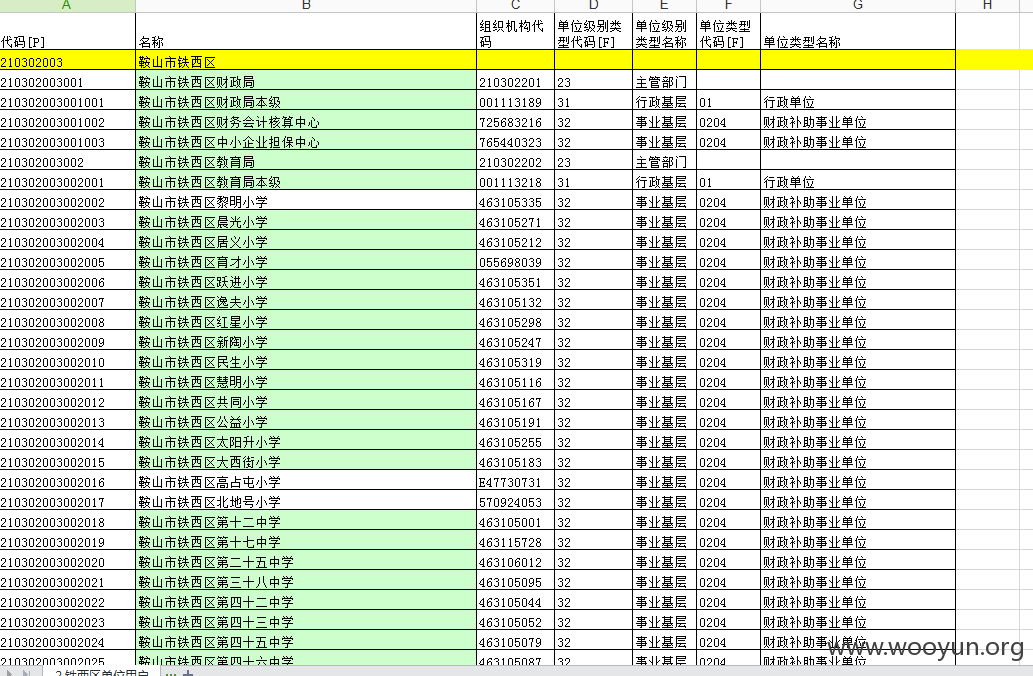 A B C D E F G H
代码[P] 名称 组织机构代码 单位级别类型代码[F] 单位级别类型名称 单位类型代码[F] 单位类型名称
210302003 鞍山市铁西区
210302003001 鞍山市铁西区财政局 210302201 23 主管部门
210302003001001 鞍山市铁西区财政局本级 001113189 31 行政基层 01 行政单位
210302003001002 鞍山市铁西区财务会计核算中心 725683216 32 事业基层 0204 财政补助事业单位
210302003001003 鞍山市铁西区中小企业担保中心 765440323 32 事业基层 0204 财政补助事业单位
210302003002 鞍山市铁西区教育局 210302202 23 主管部门
210302003002001 鞍山市铁西区教育局本级 001113218 31 行政基层 01 行政单位
210302003002002 鞍山市铁西区黎明小学 463105335 32 事业基层 0204 财政补助事业单位
210302003002003 鞍山市铁西区晨光小学 463105271 32 事业基层 0204 财政补助事业单位
210302003002004 鞍山市铁西区居义小学 463105212 32 事业基层 0204 财政补助事业单位
210302003002005 鞍山市铁西区育才小学 055698039 32 事业基层 0204 财政补助事业单位
210302003002006 鞍山市铁西区跃进小学 463105351 32 事业基层 0204 财政补助事业单位
210302003002007 鞍山市铁西区逸夫小学 463105132 32 事业基层 0204 财政补助事业单位
210302003002008 鞍山市铁西区红星小学 463105298 32 事业基层 0204 财政补助事业单位
210302003002009 鞍山市铁西区新陶小学 463105247 32 事业基层 0204 财政补助事业单位
210302003002010 鞍山市铁西区民生小学 463105319 32 事业基层 0204 财政补助事业单位
210302003002011 鞍山市铁西区慧明小学 463105116 32 事业基层 0204 财政补助事业单位
210302003002012 鞍山市铁西区共同小学 463105167 32 事业基层 0204 财政补助事业单位
210302003002013 鞍山市铁西区公益小学 463105191 32 事业基层 0204 财政补助事业单位
210302003002014 鞍山市铁西区太阳升小学 463105255 32 事业基层 0204 财政补助事业单位
210302003002015 鞍山市铁西区大西街小学 463105183 32 事业基层 0204 财政补助事业单位
210302003002016 鞍山市铁西区高占屯小学 E47730731 32 事业基层 0204 财政补助事业单位
210302003002017 鞍山市铁西区北地号小学 570924053 32 事业基层 0204 财政补助事业单位
210302003002018 鞍山市铁西区第十二中学 463105001 32 事业基层 0204 财政补助事业单位
210302003002019 鞍山市铁西区第十七中学 463115728 32 事业基层 0204 财政补助事业单位
210302003002020 鞍山市铁西区第二十五中学 463106012 32 事业基层 0204 财政补助事业单位
210302003002021 鞍山市铁西区第三十八中学 463105095 32 事业基层 0204 财政补助事业单位
210302003002022 鞍山市铁西区第四十二中学 463105044 32 事业基层 0204 财政补助事业单位
210302003002023 鞍山市铁西区第四十三中学 463105052 32 事业基层 0204 财政补助事业单位
210302003002024 鞍山市铁西区第四十五中学 463105079 32 事业基层 0204 财政补助事业单位
210302003002025 鞍山市铁西区第四十六中学 463105087 32 事业基层 0204 财政补助事业单位
www.wooyun.org
2铁西区单位用户 ... +